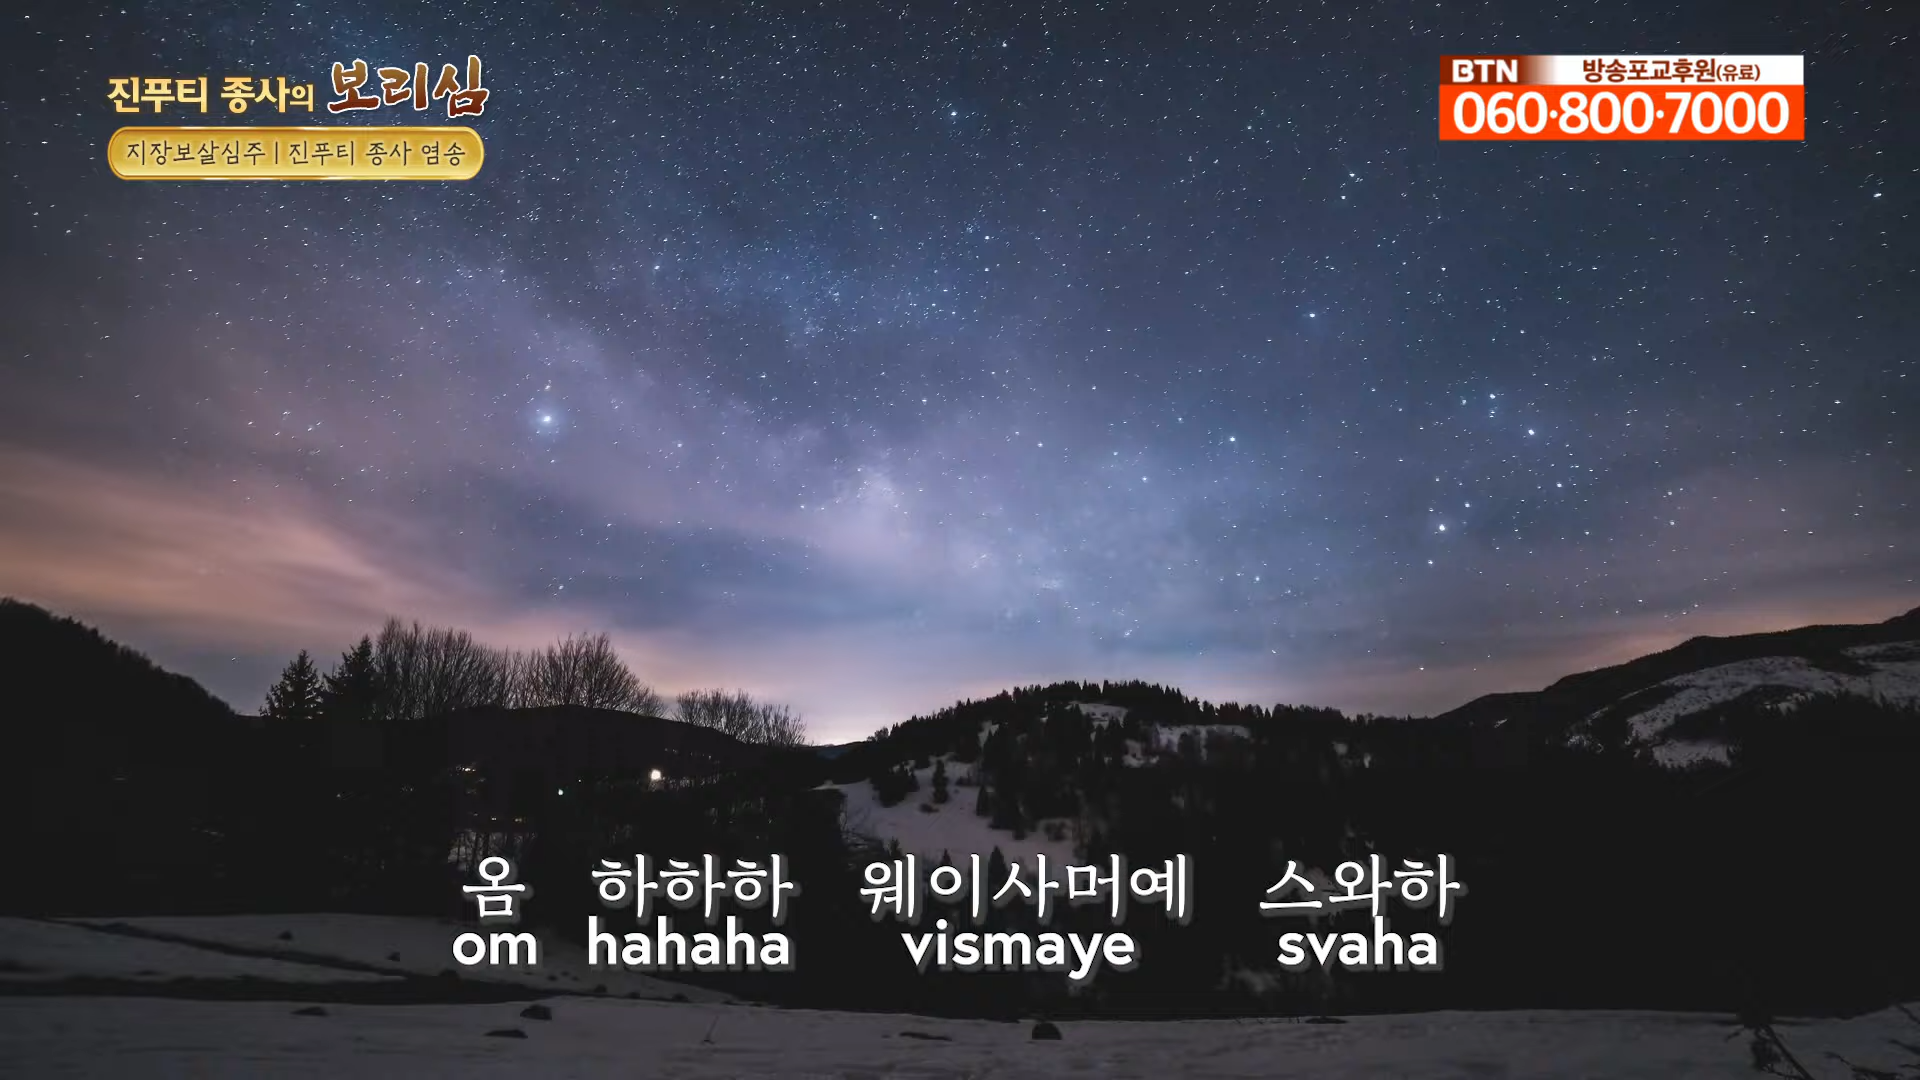 진푸티 종사의 보리심
지장보살심주 | 진푸티 종사 염송
BTN 방송포교후원(유료)
060·800·7000
옴 하하하 웨이사머예 스와하
om hahaha vismaye svaha